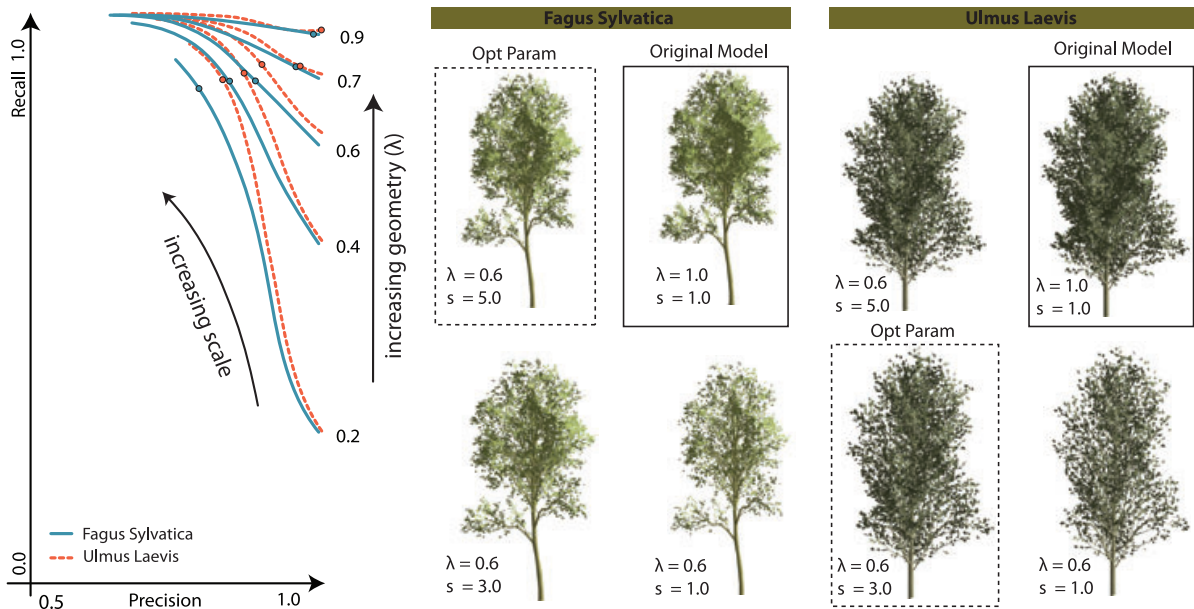 Recall
1.0
0.0
0.5
Precision
1.0
0.9
0.7
0.6
0.4
0.2
increasing scale
increasing geometry (λ)
Fagus Sylvatica
Ulmus Laevis
Fagus Sylvatica
Opt Param
Original Model
λ = 0.6
s = 5.0
λ = 1.0
s = 1.0
λ = 0.6
s = 3.0
λ = 0.6
s = 1.0
Ulmus Laevis
Original Model
λ = 0.6
s = 5.0
λ = 1.0
s = 1.0
Opt Param
λ = 0.6
s = 3.0
λ = 0.6
s = 1.0